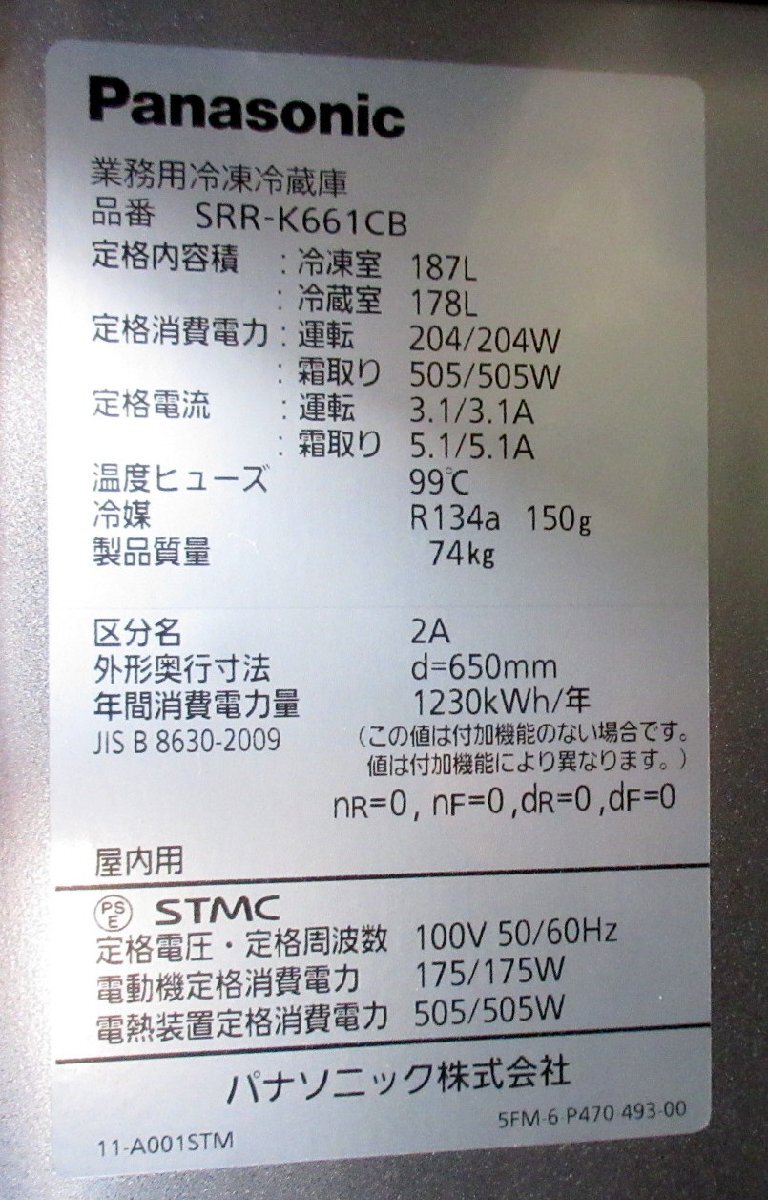 Panasonic
業務用冷凍冷蔵庫
品番 SRR-K661CB
定格内容積 : 冷凍室 187L
: 冷蔵室 178L
定格消費電力 : 運転 204/204W
: 霜取り 505/505W
定格電流 : 運転 3.1/3.1A
: 霜取り 5.1/5.1A
温度ヒューズ 99℃
冷媒 R134a 150g
製品質量 74kg
区分名 2A
外形奥行寸法 d=650mm
年間消費電力量 1230kWh/年
JIS B 8630-2009 (この値は付加機能のない場合です。
値は付加機能により異なります。)
nR=0, nF=0,dR=0,dF=0
屋内用
PSE STMC
定格電圧・定格周波数 100V 50/60Hz
電動機定格消費電力 175/175W
電熱装置定格消費電力 505/505W
パナソニック株式会社
5FM-6 P470 493-00
11-A001STM